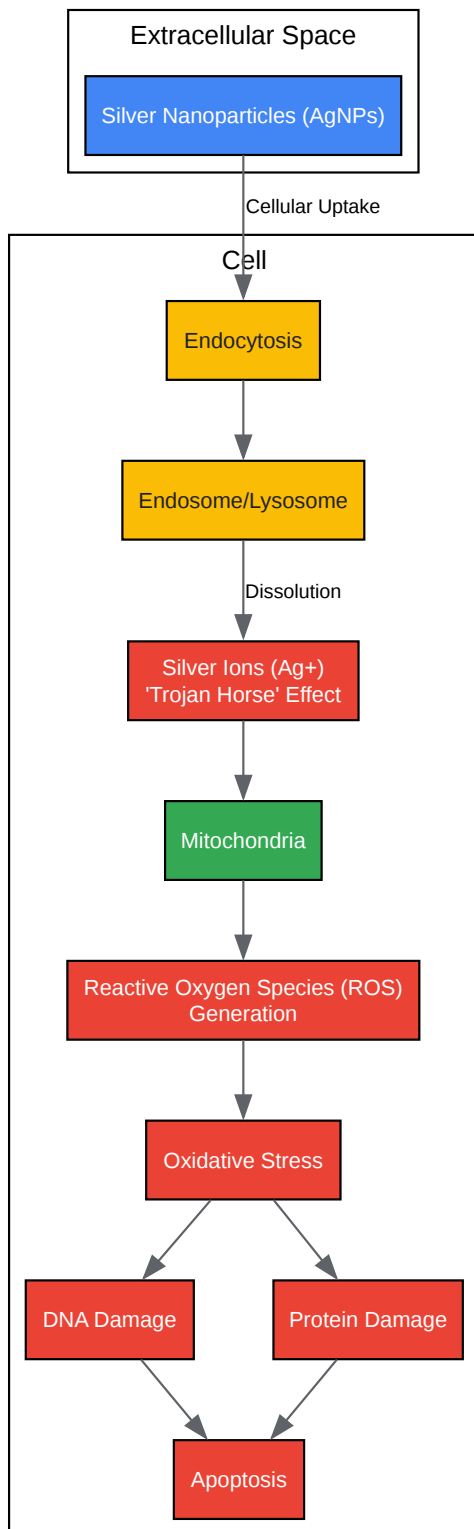 Extracellular Space
Silver Nanoparticles (AgNPs)
Cellular Uptake
Cell
Endocytosis
Endosome/Lysosome
Dissolution
Silver Ions (Ag+)
'Trojan Horse' Effect
Mitochondria
Reactive Oxygen Species (ROS)
Generation
Oxidative Stress
DNA Damage
Protein Damage
Apoptosis